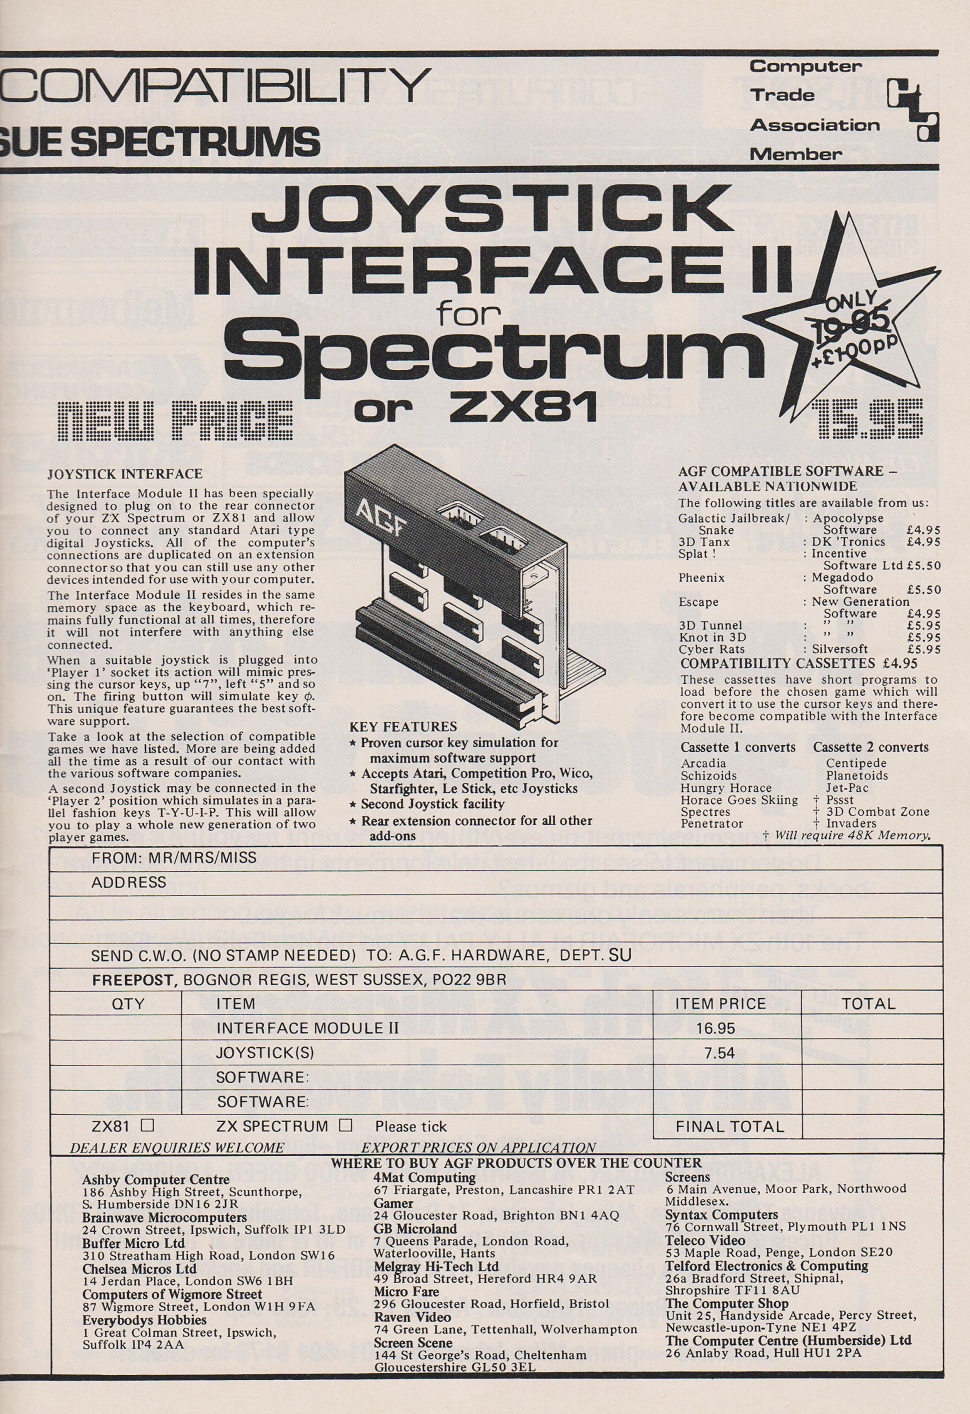 COMPATIBILITY
SUE SPECTRUMS
Computer
Trade
Association
Member
JOYSTICK
INTERFACE II
for
Spectrum
or ZX81
ONLY
19.95
+£1.00pp
NEW PRICE
15.95
JOYSTICK INTERFACE
The Interface Module II has been specially
designed to plug on to the rear connector
of your ZX Spectrum or ZX81 and allow
you to connect any standard Atari type
digital Joysticks. All of the computer's
connections are duplicated on an extension
connector so that you can still use any other
devices intended for use with your computer.
The Interface Module II resides in the same
memory space as the keyboard, which re-
mains fully functional at all times, therefore
it will not interfere with anything else
connected.
When a suitable joystick is plugged into
'Player 1' socket its action will mimic pres-
sing the cursor keys, up "7", left "5" and so
on. The firing button will simulate key ϕ.
This unique feature guarantees the best soft-
ware support.
Take a look at the selection of compatible
games we have listed. More are being added
all the time as a result of our contact with
the various software companies.
A second Joystick may be connected in the
'Player 2' position which simulates in a para-
llel fashion keys T-Y-U-I-P. This will allow
you to play a whole new generation of two
player games.
AGF
KEY FEATURES
★ Proven cursor key simulation for
maximum software support
★ Accepts Atari, Competition Pro, Wico,
Starfighter, Le Stick, etc Joysticks
★ Second Joystick facility
★ Rear extension connector for all other
add-ons
AGF COMPATIBLE SOFTWARE –
AVAILABLE NATIONWIDE
The following titles are available from us:
Galactic Jailbreak/ : Apocolypse
Snake Software £4.95
3D Tanx : DK 'Tronics £4.95
Splat ! : Incentive
Software Ltd £5.50
Pheenix : Megadodo
Software £5.50
Escape : New Generation
Software £4.95
3D Tunnel : " " £5.95
Knot in 3D : " " £5.95
Cyber Rats : Silversoft £5.95
COMPATIBILITY CASSETTES £4.95
These cassettes have short programs to
load before the chosen game which will
convert it to use the cursor keys and there-
fore become compatible with the Interface
Module II.
Cassette 1 converts Cassette 2 converts
Arcadia Centipede
Schizoids Planetoids
Hungry Horace Jet-Pac
Horace Goes Skiing † Pssst
Spectres † 3D Combat Zone
Penetrator † Invaders
† Will require 48K Memory.
FROM: MR/MRS/MISS
ADDRESS
SEND C.W.O. (NO STAMP NEEDED) TO: A.G.F. HARDWARE, DEPT. SU
FREEPOST, BOGNOR REGIS, WEST SUSSEX, PO22 9BR
QTY ITEM ITEM PRICE TOTAL
INTERFACE MODULE II 16.95
JOYSTICK(S) 7.54
SOFTWARE:
SOFTWARE:
ZX81 □ ZX SPECTRUM □ Please tick FINAL TOTAL
DEALER ENQUIRIES WELCOME EXPORT PRICES ON APPLICATION
WHERE TO BUY AGF PRODUCTS OVER THE COUNTER
Ashby Computer Centre
186 Ashby High Street, Scunthorpe,
S. Humberside DN16 2JR
Brainwave Microcomputers
24 Crown Street, Ipswich, Suffolk IP1 3LD
Buffer Micro Ltd
310 Streatham High Road, London SW16
Chelsea Micros Ltd
14 Jerdan Place, London SW6 1BH
Computers of Wigmore Street
87 Wigmore Street, London W1H 9FA
Everybodys Hobbies
1 Great Colman Street, Ipswich,
Suffolk IP4 2AA
4Mat Computing
67 Friargate, Preston, Lancashire PR1 2AT
Gamer
24 Gloucester Road, Brighton BN1 4AQ
GB Microland
7 Queens Parade, London Road,
Waterlooville, Hants
Melgray Hi-Tech Ltd
49 Broad Street, Hereford HR4 9AR
Micro Fare
296 Gloucester Road, Horfield, Bristol
Raven Video
74 Green Lane, Tettenhall, Wolverhampton
Screen Scene
144 St George's Road, Cheltenham
Gloucestershire GL50 3EL
Screens
6 Main Avenue, Moor Park, Northwood
Middlesex.
Syntax Computers
76 Cornwall Street, Plymouth PL1 1NS
Teleco Video
53 Maple Road, Penge, London SE20
Telford Electronics & Computing
26a Bradford Street, Shipnal,
Shropshire TF11 8AU
The Computer Shop
Unit 25, Handyside Arcade, Percy Street,
Newcastle-upon-Tyne NE1 4PZ
The Computer Centre (Humberside) Ltd
26 Anlaby Road, Hull HU1 2PA